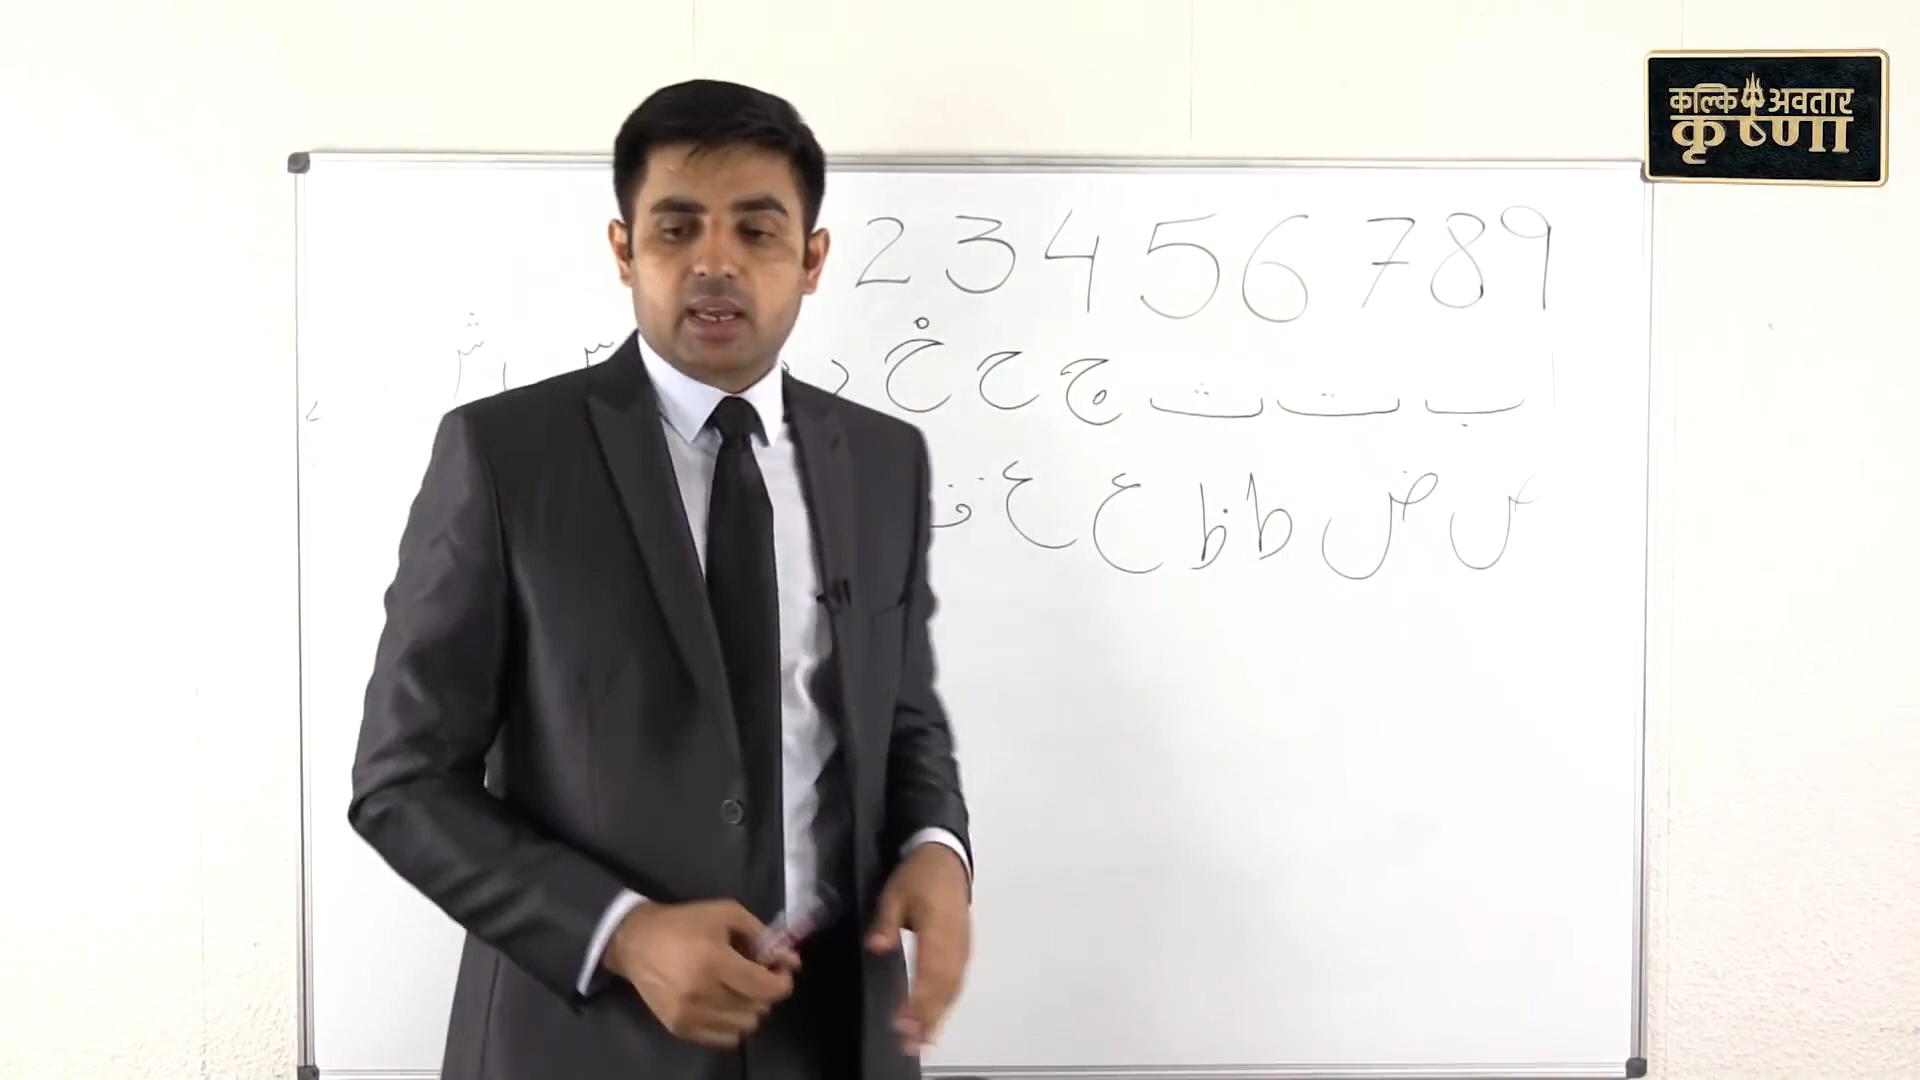 कल्कि अवतार
कृष्णा
2 3 4 5 6 7 8 9
ب ت ث ج ح خ د س ش
ص ض ط ظ ع غ ف